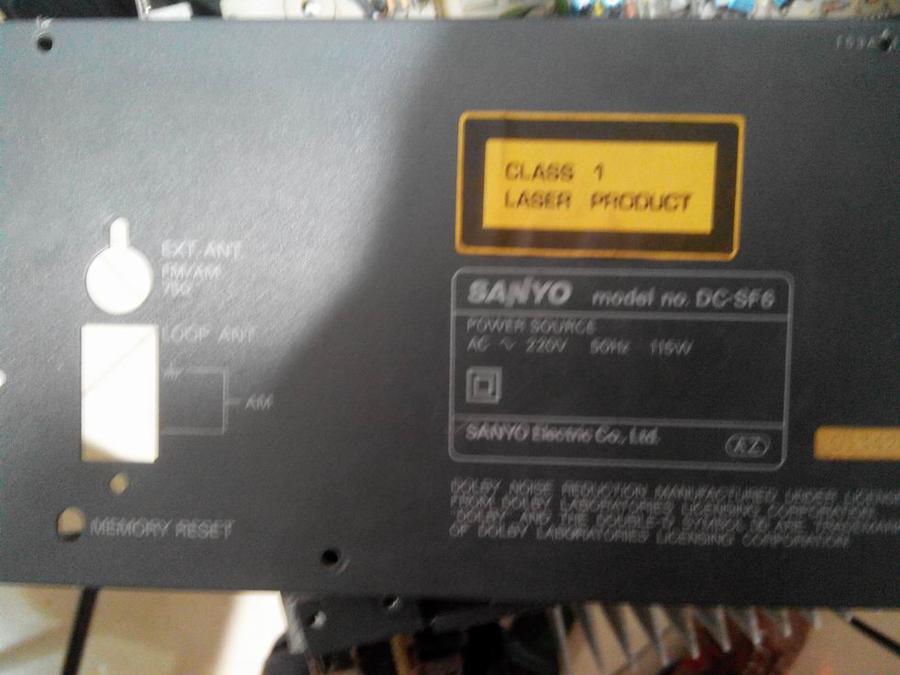 CLASS 1
LASER PRODUCT
EXT. ANT.
FM/AM
75Ω
LOOP ANT
AM
MEMORY RESET
SANYO model no. DC-SF6
POWER SOURCE
AC ~ 220V 50Hz 115W
SANYO Electric Co., Ltd.
AZ
DOLBY NOISE REDUCTION MANUFACTURED UNDER LICENSE
FROM DOLBY LABORATORIES LICENSING CORPORATION.
"DOLBY" AND THE DOUBLE-D SYMBOL ARE TRADEMAR
OF DOLBY LABORATORIES LICENSING CORPORATION.